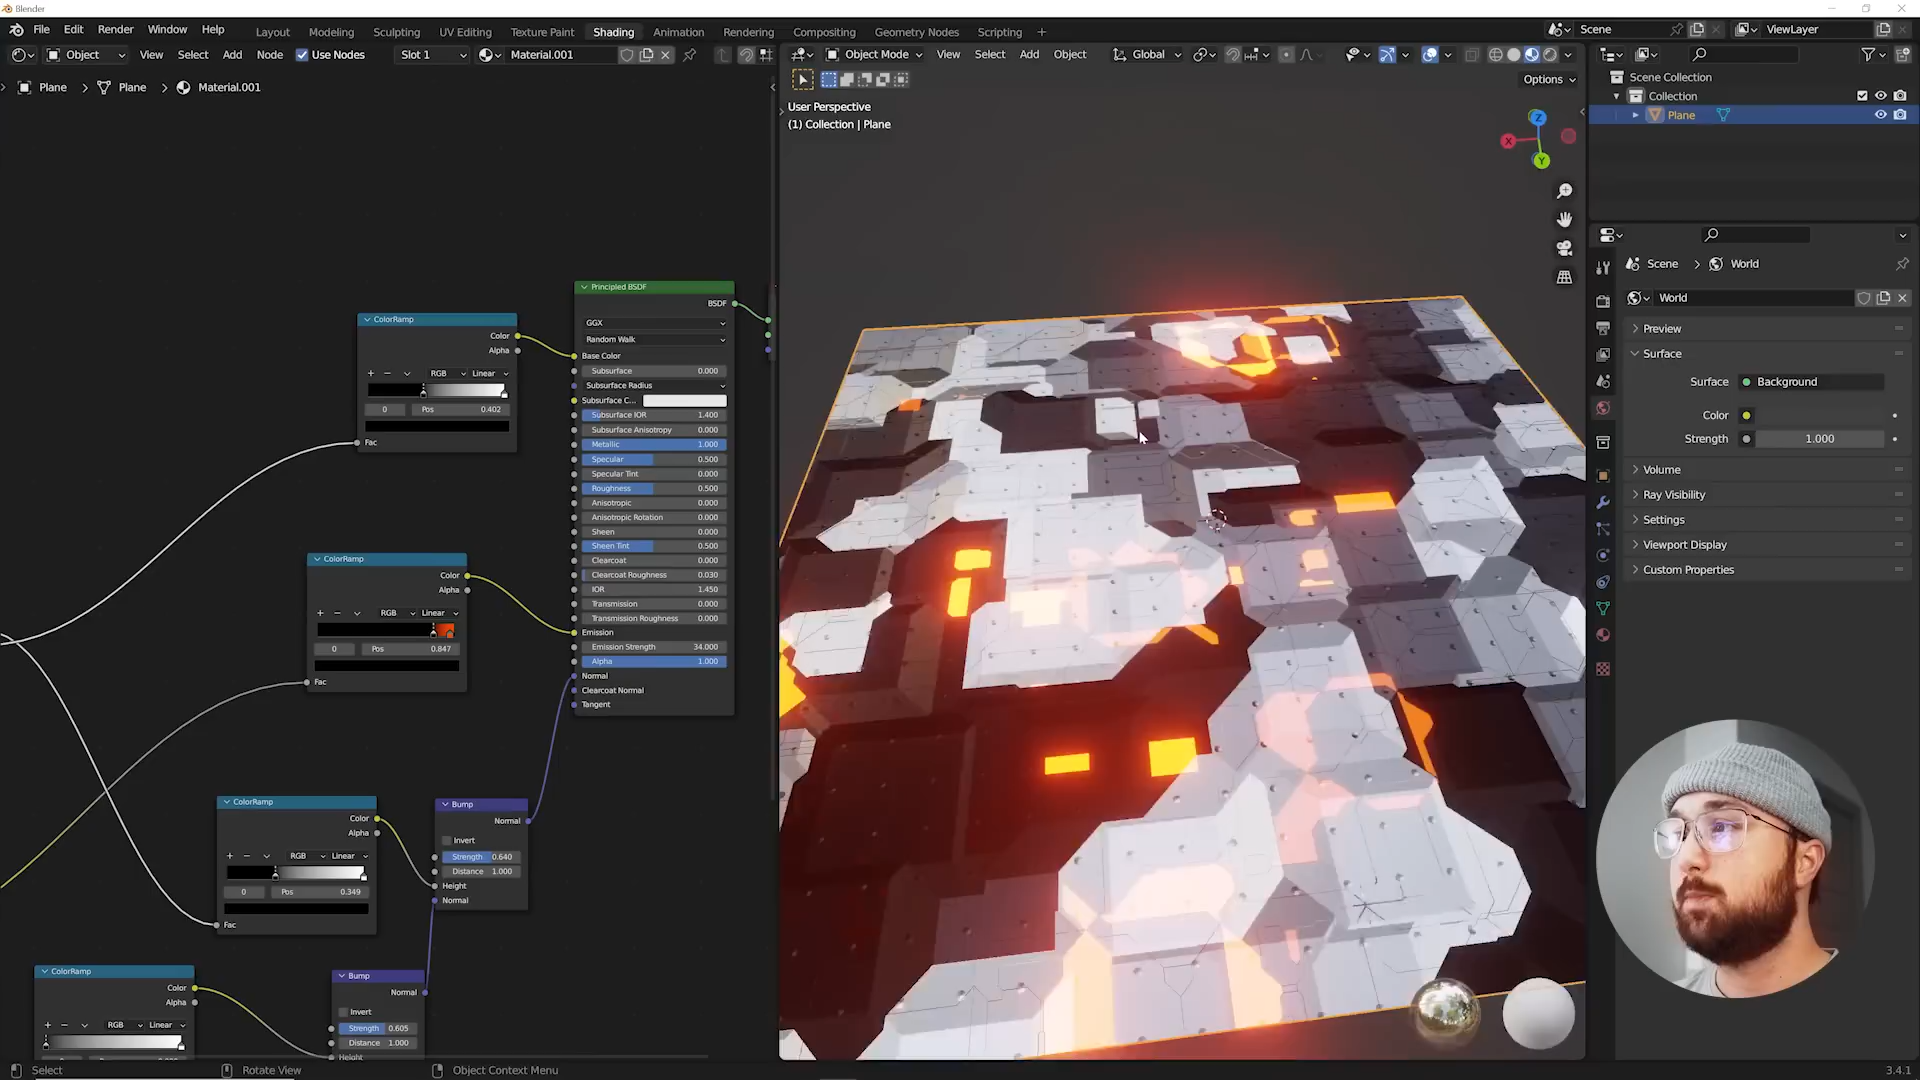 Blender
File Edit Render Window Help
Layout Modeling Sculpting UV Editing Texture Paint Shading Animation Rendering Compositing Geometry Nodes Scripting +
Scene
ViewLayer
Object View Select Add Node Use Nodes
Slot 1
Material.001
Object Mode View Select Add Object
Global
Options
Plane > Plane > Material.001
User Perspective
(1) Collection | Plane
Z
X
Y
Scene Collection
Collection
Plane
Scene > World
World
Preview
Surface
Surface Background
Color
Strength 1.000
Volume
Ray Visibility
Settings
Viewport Display
Custom Properties
Principled BSDF
BSDF
GGX
Random Walk
Base Color
Subsurface 0.000
Subsurface Radius
Subsurface C...
Subsurface IOR 1.400
Subsurface Anisotropy 0.000
Metallic 1.000
Specular 0.500
Specular Tint 0.000
Roughness 0.500
Anisotropic 0.000
Anisotropic Rotation 0.000
Sheen 0.000
Sheen Tint 0.500
Clearcoat 0.000
Clearcoat Roughness 0.030
IOR 1.450
Transmission 0.000
Transmission Roughness 0.000
Emission
Emission Strength 34.000
Alpha 1.000
Normal
Clearcoat Normal
Tangent
ColorRamp
Color
Alpha
+ − RGB Linear
0 Pos 0.402
Fac
ColorRamp
Color
Alpha
+ − RGB Linear
0 Pos 0.847
Fac
ColorRamp
Color
Alpha
+ − RGB Linear
0 Pos 0.349
Fac
Bump
Normal
Invert
Strength 0.640
Distance 1.000
Height
Normal
ColorRamp
Color
Alpha
+ − RGB Linear
Bump
Normal
Invert
Strength 0.605
Distance 1.000
Height
Select
Rotate View
Object Context Menu
3.4.1